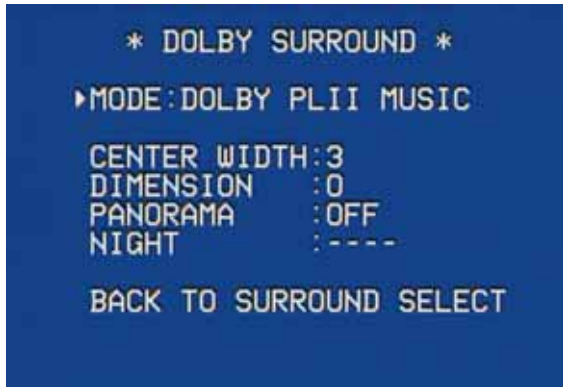 * DOLBY SURROUND *
▸MODE:DOLBY PLII MUSIC
CENTER WIDTH:3
DIMENSION :0
PANORAMA :OFF
NIGHT :----
BACK TO SURROUND SELECT